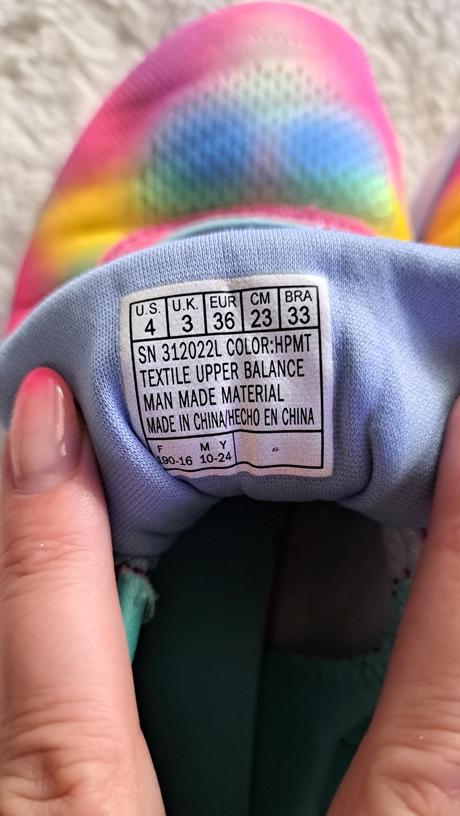 U.S. U.K. EUR CM BRA
4 3 36 23 33
SN 312022L COLOR:HPMT
TEXTILE UPPER BALANCE
MAN MADE MATERIAL
MADE IN CHINA/HECHO EN CHINA
F M Y
190-16 10-24